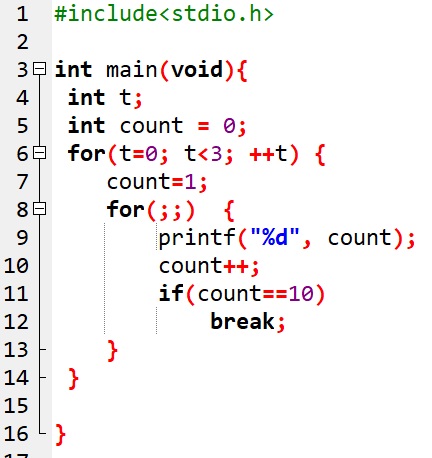 1 #include<stdio.h>
2
3 int main(void){
4 int t;
5 int count = 0;
6 for(t=0; t<3; ++t) {
7 count=1;
8 for(;;) {
9 printf("%d", count);
10 count++;
11 if(count==10)
12 break;
13 }
14 }
15
16 }